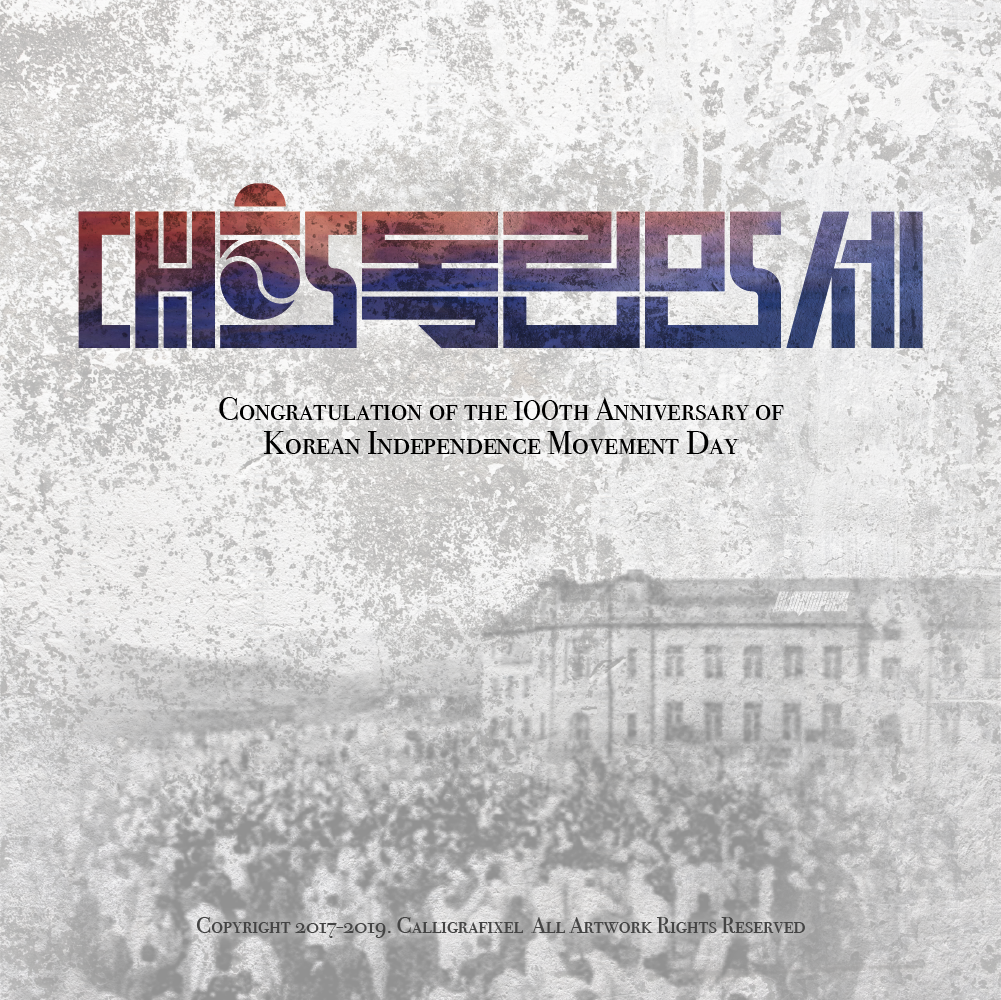 대한독립만세
Congratulation of the 100th Anniversary of
Korean Independence Movement Day
Copyright 2017-2019. Calligrafixel All Artwork Rights Reserved